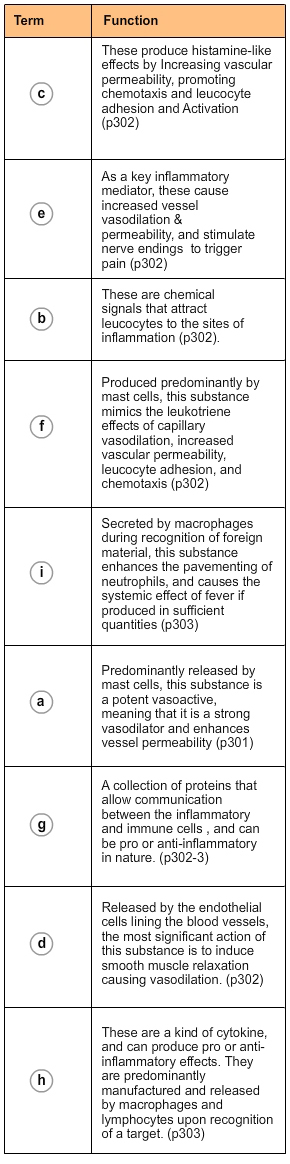 Term
Function
c
These produce histamine-like
effects by Increasing vascular
permeability, promoting
chemotaxis and leucocyte
adhesion and Activation
(p302)
e
As a key inflammatory
mediator, these cause
increased vessel
vasodilation &
permeability, and stimulate
nerve endings to trigger
pain (p302)
b
These are chemical
signals that attract
leucocytes to the sites of
inflammation (p302).
f
Produced predominantly by
mast cells, this substance
mimics the leukotriene
effects of capillary
vasodilation, increased
vascular permeability,
leucocyte adhesion, and
chemotaxis (p302)
i
Secreted by macrophages
during recognition of foreign
material, this substance
enhances the pavementing of
neutrophils, and causes the
systemic effect of fever if
produced in sufficient
quantities (p303)
a
Predominantly released by
mast cells, this substance is
a potent vasoactive,
meaning that it is a strong
vasodilator and enhances
vessel permeability (p301)
g
A collection of proteins that
allow communication
between the inflammatory
and immune cells , and can
be pro or anti-inflammatory
in nature. (p302-3)
d
Released by the endothelial
cells lining the blood vessels,
the most significant action of
this substance is to induce
smooth muscle relaxation
causing vasodilation. (p302)
h
These are a kind of cytokine,
and can produce pro or anti-
inflammatory effects. They
are predominantly
manufactured and released
by macrophages and
lymphocytes upon recognition
of a target. (p303)